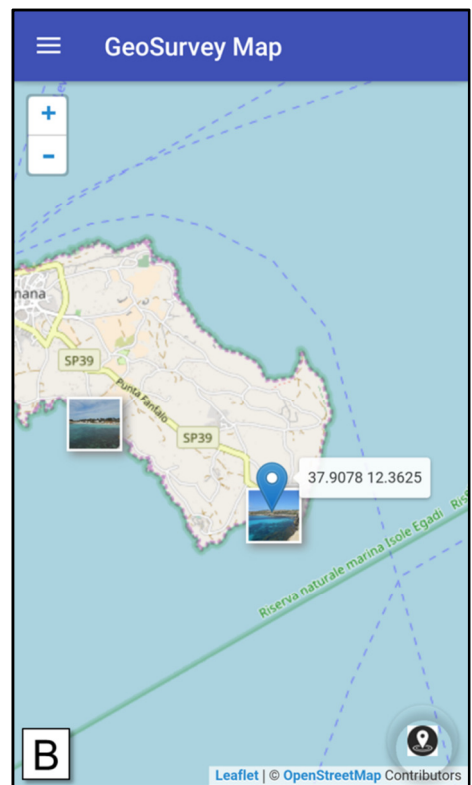 GeoSurvey Map
+
-
nana
SP39
Punta Fanfalo
SP39
37.9078 12.3625
Riserva naturale marina Isole Egadi
Ris
B
Leaflet | © OpenStreetMap Contributors